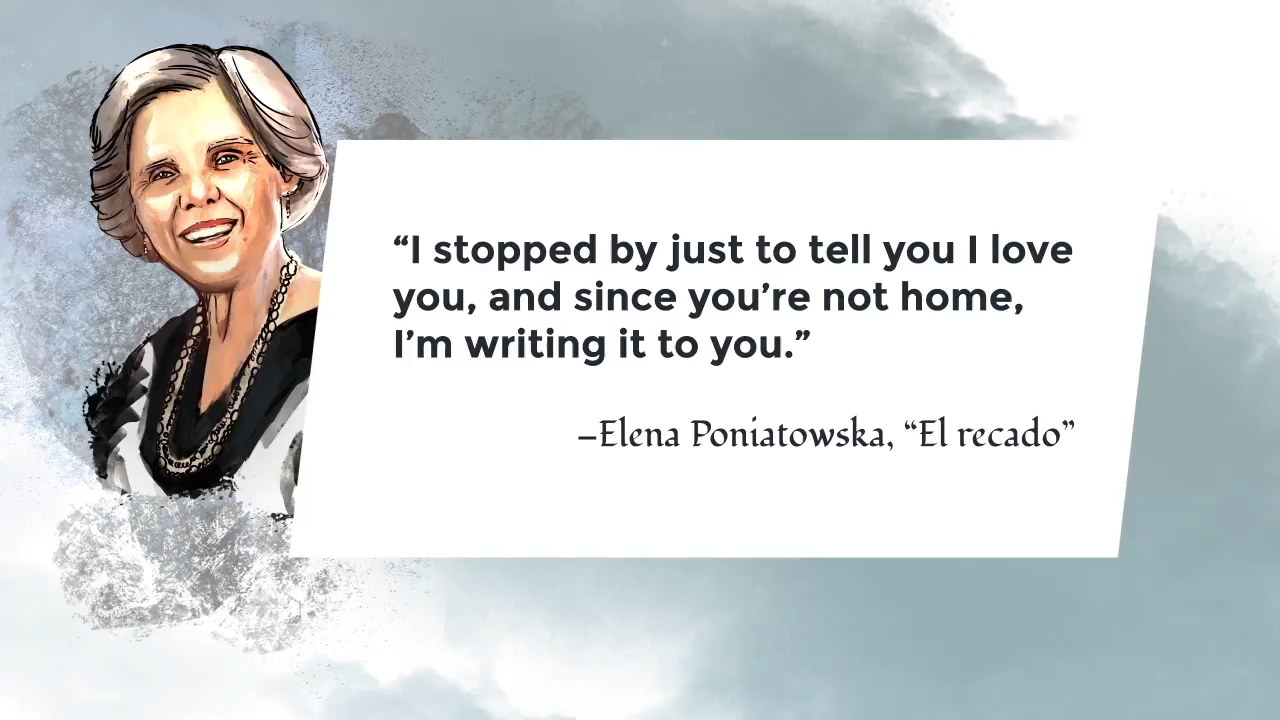 “I stopped by just to tell you I love
you, and since you’re not home,
I’m writing it to you.”
–Elena Poniatowska, “El recado”